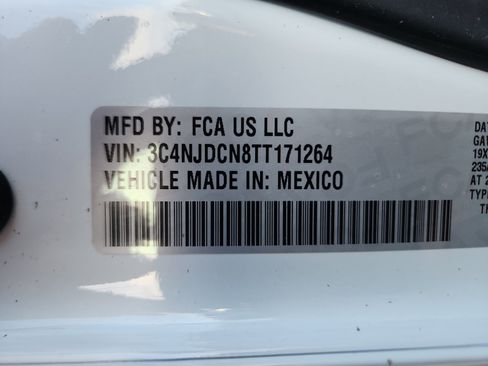 MFD BY: FCA US LLC
VIN: 3C4NJDCN8TT171264
VEHICLE MADE IN: MEXICO